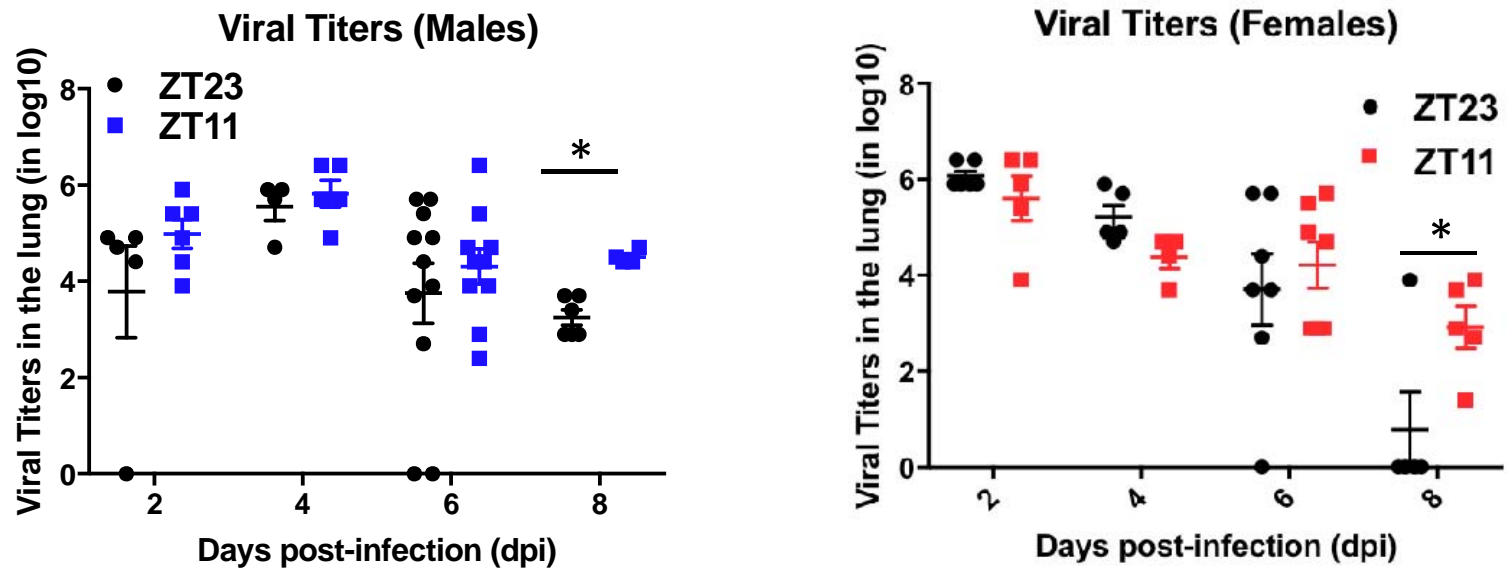 Viral Titers (Males)
Viral Titers in the lung (in log10)
8
6
4
2
0
ZT23
ZT11
*
2 4 6 8
Days post-infection (dpi)
Viral Titers (Females)
Viral Titers in the lung (in log10)
8
6
4
2
0
ZT23
ZT11
*
2 4 6 8
Days post-infection (dpi)